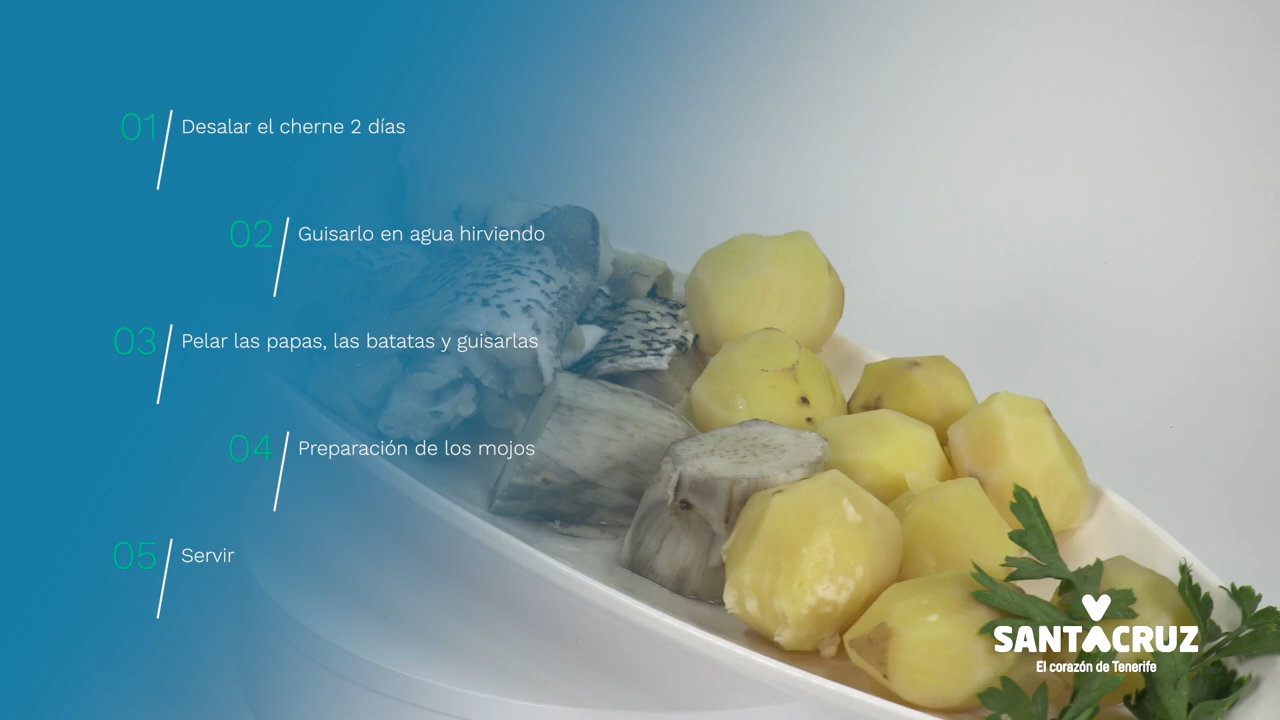 01 Desalar el cherne 2 días
02 Guisarlo en agua hirviendo
03 Pelar las papas, las batatas y guisarlas
04 Preparación de los mojos
05 Servir
SANTACRUZ
El corazón de Tenerife